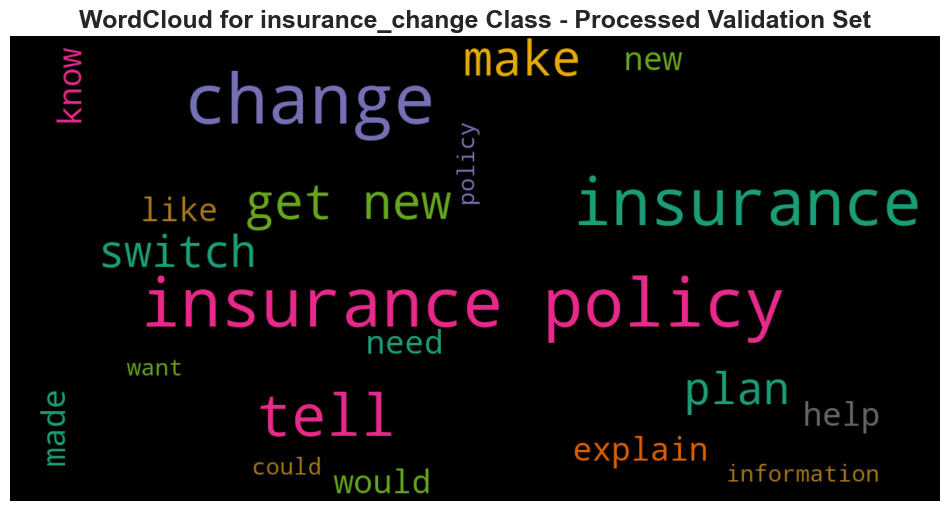 WordCloud for insurance_change Class - Processed Validation Set
know
make
new
change
policy
like
get new
insurance
switch
insurance policy
need
want
made
tell
plan
help
explain
could
would
information